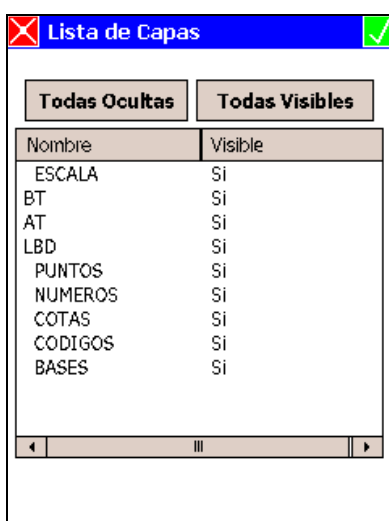 Lista de Capas
Todas Ocultas Todas Visibles
Nombre Visible
ESCALA Si
BT Si
AT Si
LBD Si
PUNTOS Si
NUMEROS Si
COTAS Si
CODIGOS Si
BASES Si